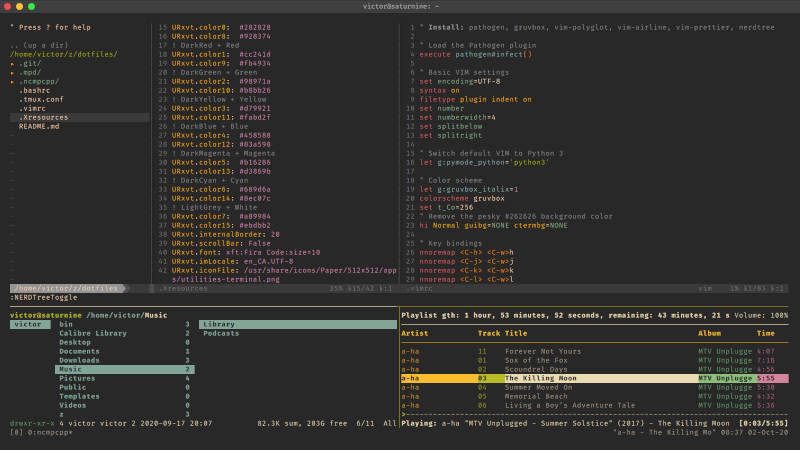 victor@saturnine: ~
" Press ? for help
.. (up a dir)
/home/victor/z/dotfiles/
▸ .git/
▸ .mpd/
▸ .ncmpcpp/
.bashrc
.tmux.conf
.vimrc
.Xresources
README.md
15 URxvt.color0: #282828
16 URxvt.color8: #928374
17 ! DarkRed + Red
18 URxvt.color1: #cc241d
19 URxvt.color9: #fb4934
20 ! DarkGreen + Green
21 URxvt.color2: #98971a
22 URxvt.color10: #b8bb26
23 ! DarkYellow + Yellow
24 URxvt.color3: #d79921
25 URxvt.color11: #fabd2f
26 ! DarkBlue + Blue
27 URxvt.color4: #458588
28 URxvt.color12: #83a598
29 ! DarkMagenta + Magenta
30 URxvt.color5: #b16286
31 URxvt.color13: #d3869b
32 ! DarkCyan + Cyan
33 URxvt.color6: #689d6a
34 URxvt.color14: #8ec07c
35 ! LightGrey + White
36 URxvt.color7: #a89984
37 URxvt.color15: #ebdbb2
38 URxvt.internalBorder: 20
39 URxvt.scrollBar: False
40 URxvt.font: xft:Fira Code:size=10
41 URxvt.imLocale: en_CA.UTF-8
42 URxvt.iconFile: /usr/share/icons/Paper/512x512/app
s/utilities-terminal.png
1 " Install: pathogen, gruvbox, vim-polyglot, vim-airline, vim-prettier, nerdtree
2
3 " Load the Pathogen plugin
4 execute pathogen#infect()
5
6 " Basic VIM settings
7 set encoding=UTF-8
8 syntax on
9 filetype plugin indent on
10 set number
11 set numberwidth=4
12 set splitbelow
13 set splitright
14
15 " Switch default VIM to Python 3
16 let g:pymode_python='python3'
17
18 " Color scheme
19 let g:gruvbox_italix=1
20 colorscheme gruvbox
21 set t_Co=256
22 " Remove the pesky #262626 background color
23 hi Normal guibg=NONE ctermbg=NONE
25
26 " Key bindings
27 nnoremap <C-h> <C-w>h
28 nnoremap <C-j> <C-w>j
29 nnoremap <C-k> <C-w>k
30 nnoremap <C-l> <C-w>l
/home/victor/z/dotfiles .Xresources 35% ㏑15/42 ㏇:1 .vimrc vim 1% ㏑1/83 ㏇:1
:NERDTreeToggle
victor@saturnine /home/victor/Music
victor
bin 3
Calibre Library 2
Desktop 0
Documents 1
Downloads 3
Music 2
Pictures 4
Public 0
Templates 0
Videos 0
z 3
Library
Podcasts
drwxr-xr-x 4 victor victor 2 2020-09-17 20:07 82.3K sum, 203G free 6/11 All
Playlist gth: 1 hour, 53 minutes, 52 seconds, remaining: 43 minutes, 21 s Volume: 100%
Artist Track Title Album Time
a-ha 11 Forever Not Yours MTV Unplugge 4:07
a-ha 01 Sox of the Fox MTV Unplugge 7:18
a-ha 02 Scoundrel Days MTV Unplugge 4:56
a-ha 03 The Killing Moon MTV Unplugge 5:55
a-ha 04 Summer Moved On MTV Unplugge 5:38
a-ha 05 Memorial Beach MTV Unplugge 4:32
a-ha 06 Living a Boy's Adventure Tale MTV Unplugge 5:36
Playing: a-ha "MTV Unplugged - Summer Solstice" (2017) - The Killing Moon [0:03/5:55]
[0] 0:ncmpcpp* "a-ha - The Killing Mo" 08:37 02-Oct-20